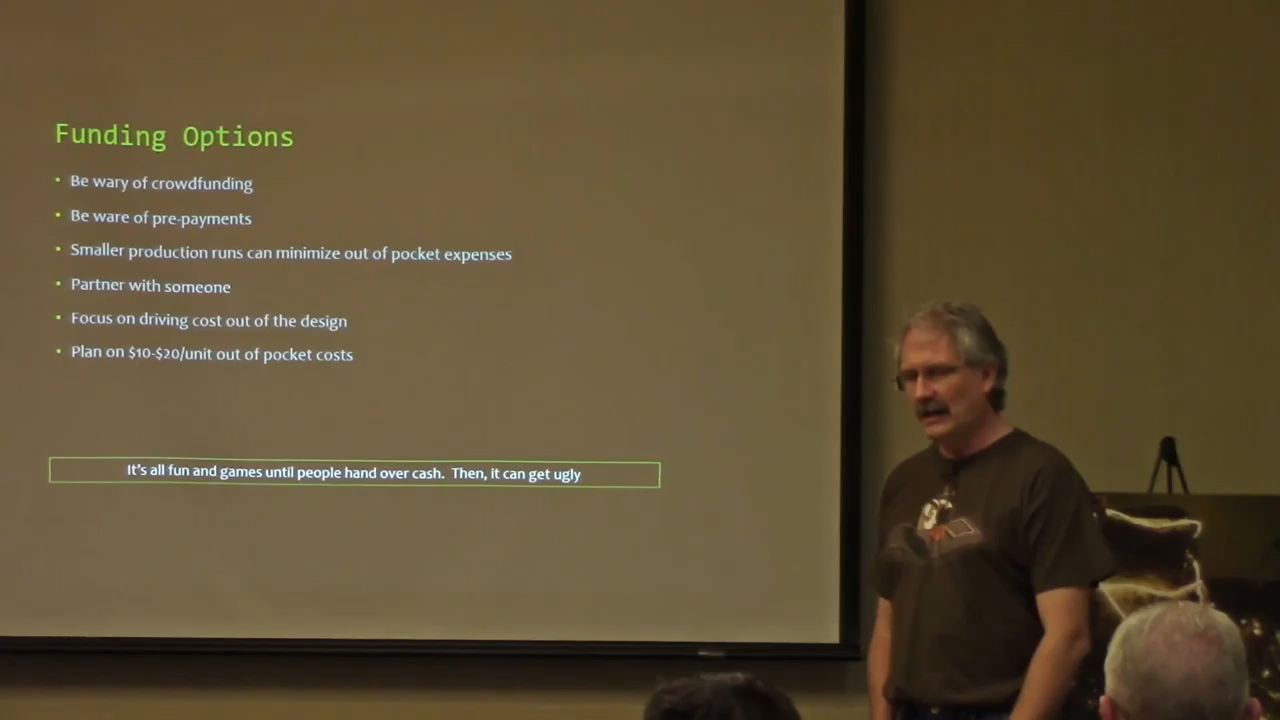 Funding Options
• Be wary of crowdfunding
• Be ware of pre-payments
• Smaller production runs can minimize out of pocket expenses
• Partner with someone
• Focus on driving cost out of the design
• Plan on $10-$20/unit out of pocket costs
It's all fun and games until people hand over cash.  Then, it can get ugly